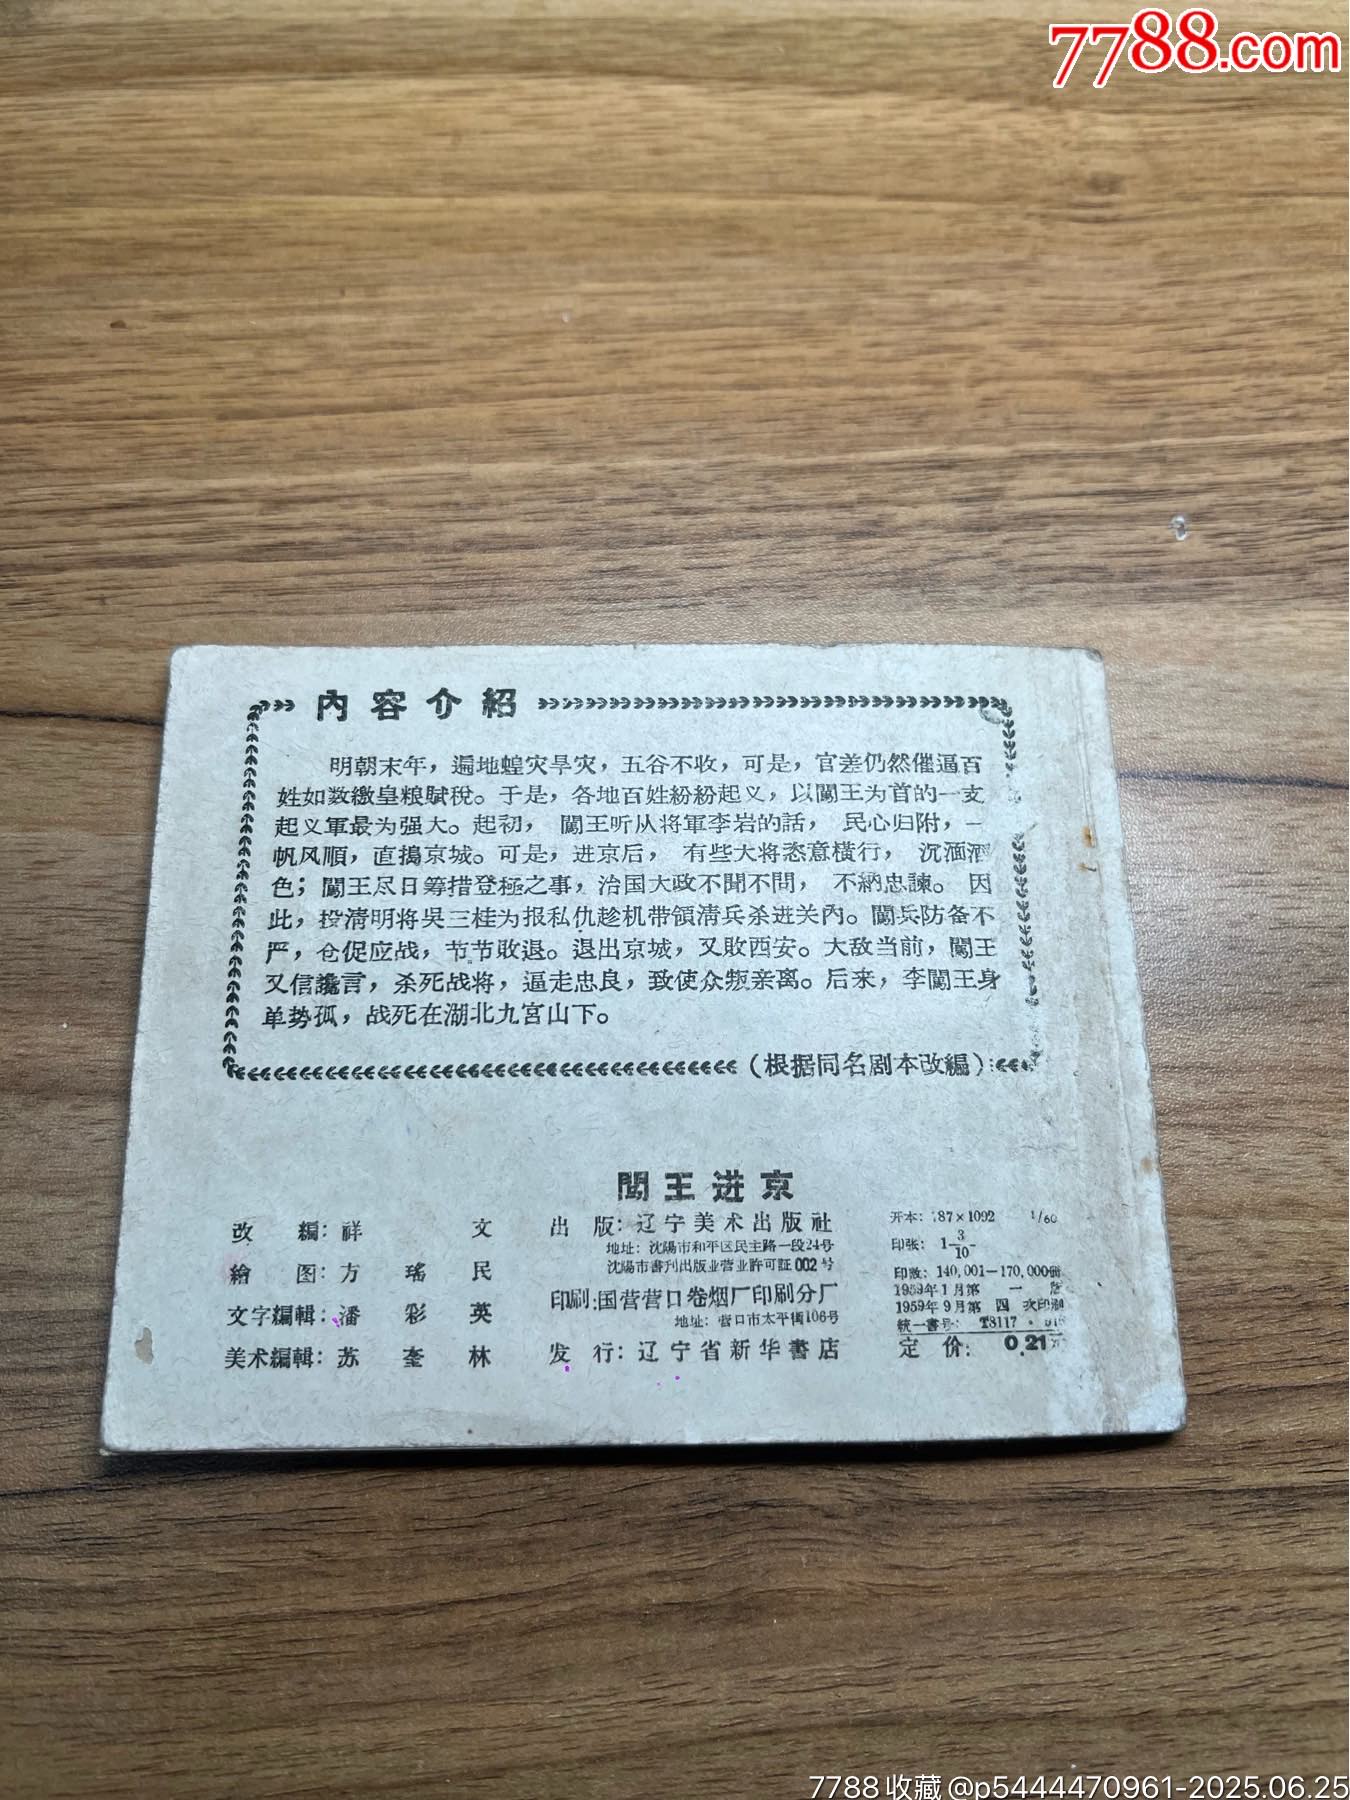 7788.com
內容介紹
明朝末年，遍地蝗灾旱灾，五谷不收，可是，官差仍然催逼百
姓如数繳皇粮賦稅。于是，各地百姓紛紛起义，以闖王为首的一支
起义軍最为强大。起初，闖王听从将軍李岩的話，民心归附，一
帆风順，直搗京城。可是，进京后，有些大将恣意橫行，沉湎酒
色；闖王尽日筹措登極之事，治国大政不聞不問，不納忠諫。因
此，投清明将吳三桂为报私仇趁机带領淸兵杀进关內。闖兵防备不
严，仓促应战，节节敗退。退出京城，又敗西安。大敌当前，闖王
又信讒言，杀死战将，逼走忠良，致使众叛亲离。后来，李闖王身
单势孤，战死在湖北九宮山下。
（根据同名剧本改編）
闖王进京
改編：祥文
繪图：方瑤民
文字編輯：潘彩英
美术編輯：苏奎林
出版：辽宁美术出版社
地址：沈陽市和平区民主路一段24号
沈陽市書刋出版业营业許可証002号
印刷：国营营口卷烟厂印刷分厂
地址：营口市太平街106号
发行：辽宁省新华書店
开本：787×1092 1/60
印张：1 3/10
印数：140,001—170,000册
1959年1月第一版
1959年9月第四次印刷
統一書号：T8117·
定价：0.21元
7788收藏@p5444470961-2025.06.25